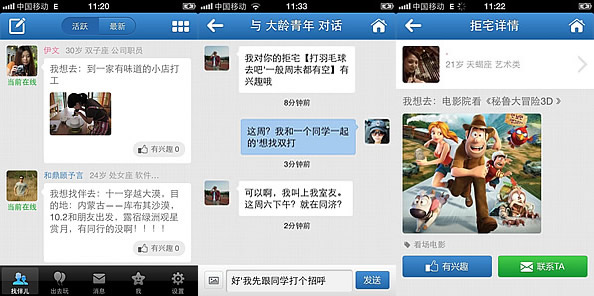 中国移动 E 11:20
活跃 最新
伊文 30岁 双子座 公司职员
我想去：到一家有味道的小店打
工
当前在线
有兴趣 0
和鼎顾予言 24岁 处女座 软件...
我想找伴去：十一穿越大漠，目
的地：内蒙古——库布其沙漠，
10.2和朋友出发，露宿绿洲观星
赏月，有同行的没啊！！！！
当前在线
有兴趣 0
找伴儿
出去玩
消息
我
设置
中国移动 11:31
与 大龄青年 对话
我对你的拒宅【打羽毛球
去吧'一般周末都有空】有
兴趣哦
8分钟前
这周？我和一个同学一起
的'想找双打
3分钟前
可以啊，我叫上我室友。
这周六下午？就在同济？
2分钟前
好'我先跟同学打个招呼
发送
中国移动 E 11:22
拒宅详情
21岁 天蝎座 艺术类
我想去：电影院看《秘鲁大冒险3D 》
看场电影
有兴趣
联系TA